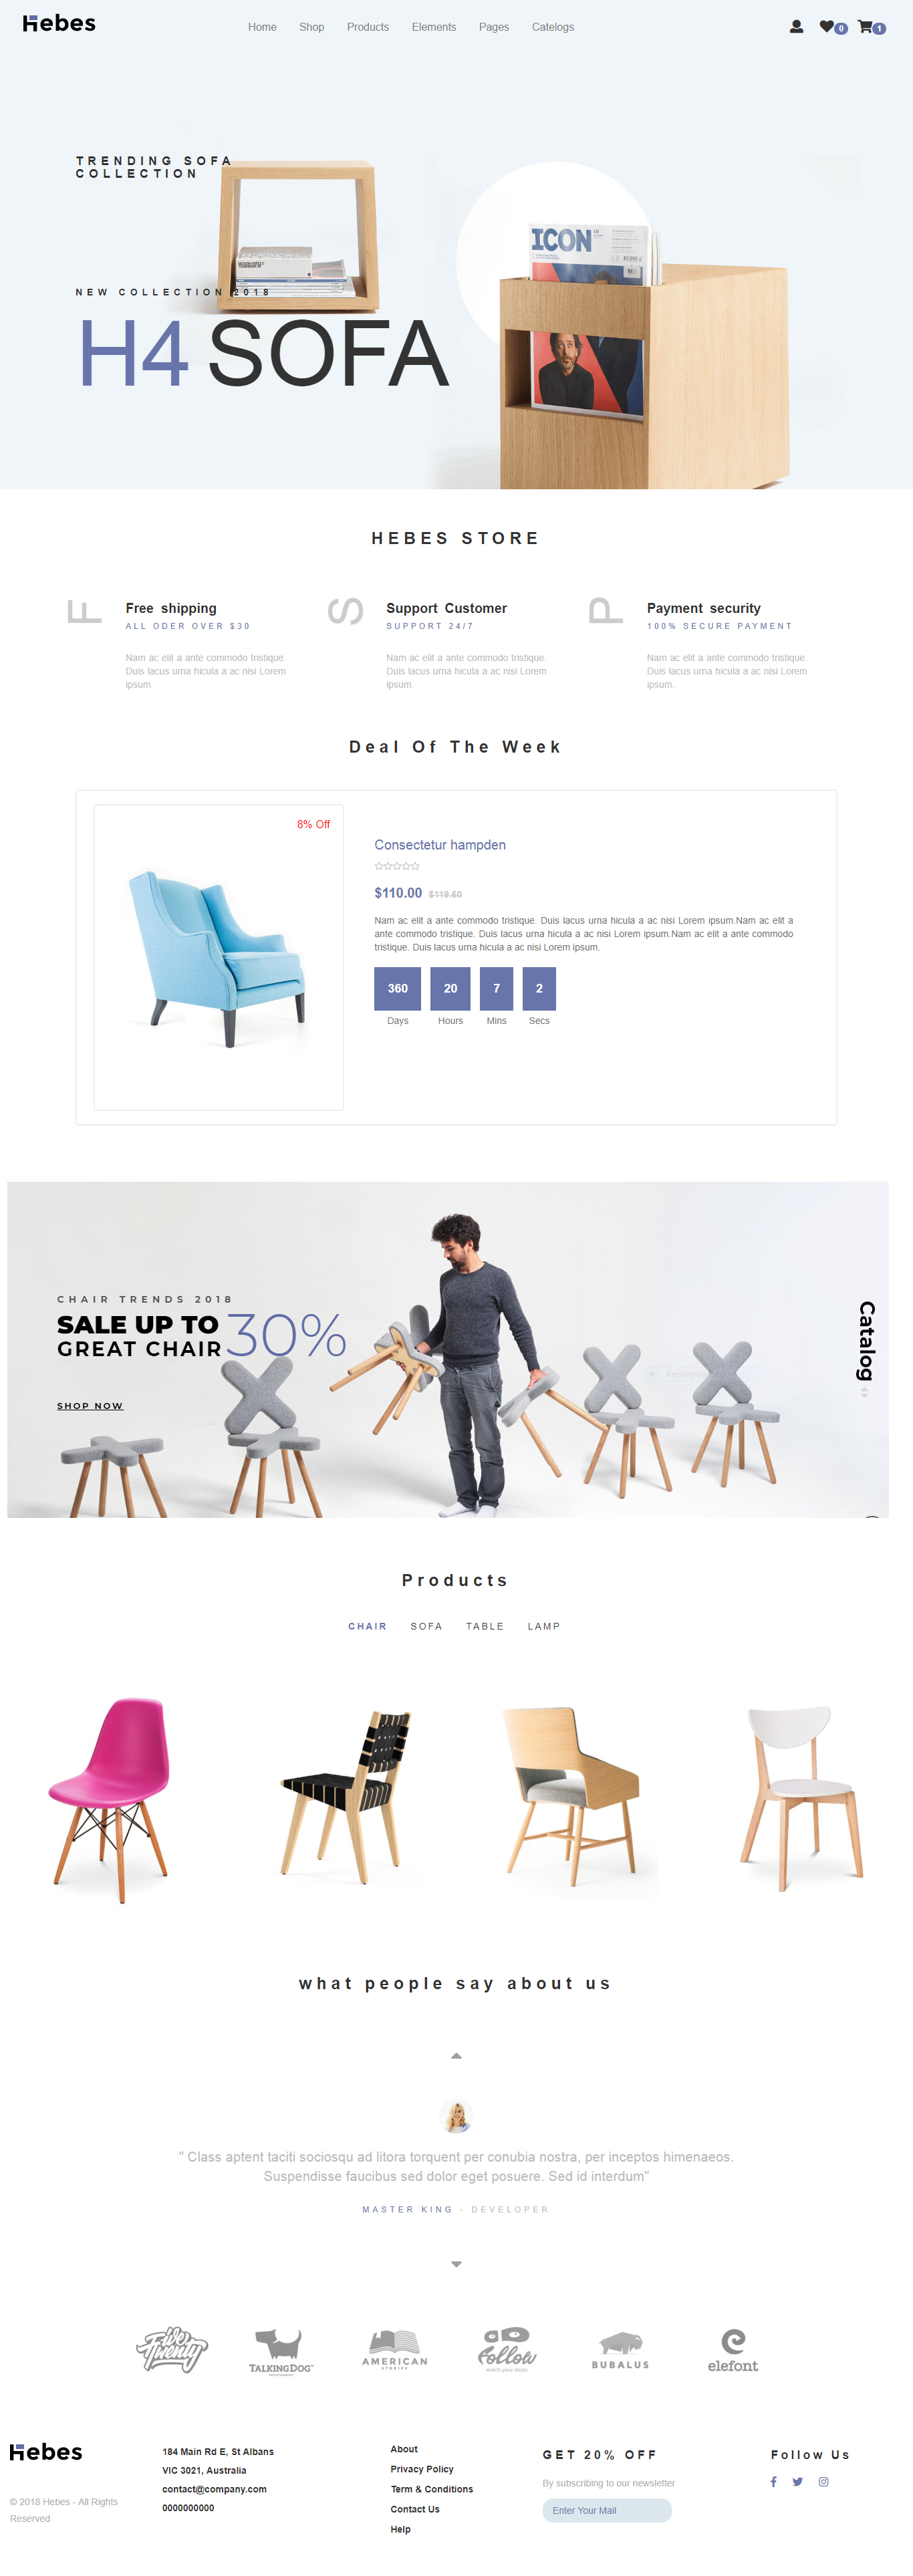 Hebes
Home Shop Products Elements Pages Catelogs
0 1
TRENDING SOFA
COLLECTION
ICON
NEW COLLECTION 2018
H4 SOFA
HEBES STORE
F
Free shipping
ALL ODER OVER $30
Nam ac elit a ante commodo tristique.
Duis lacus urna hicula a ac nisi Lorem
ipsum.
S
Support Customer
SUPPORT 24/7
Nam ac elit a ante commodo tristique.
Duis lacus urna hicula a ac nisi Lorem
ipsum.
P
Payment security
100% SECURE PAYMENT
Nam ac elit a ante commodo tristique.
Duis lacus urna hicula a ac nisi Lorem
ipsum.
Deal Of The Week
8% Off
Consectetur hampden
$110.00 $119.60
Nam ac elit a ante commodo tristique. Duis lacus urna hicula a ac nisi Lorem ipsum.Nam ac elit a
ante commodo tristique. Duis lacus urna hicula a ac nisi Lorem ipsum.Nam ac elit a ante commodo
tristique. Duis lacus urna hicula a ac nisi Lorem ipsum.
360 20 7 2
Days Hours Mins Secs
CHAIR TRENDS 2018
SALE UP TO 30%
GREAT CHAIR
SHOP NOW
Catalog
Products
CHAIR SOFA TABLE LAMP
what people say about us
" Class aptent taciti sociosqu ad litora torquent per conubia nostra, per inceptos himenaeos.
Suspendisse faucibus sed dolor eget posuere. Sed id interdum"
MASTER KING - DEVELOPER
Twenty
TALKINGDOG
AMERICAN
STORIES
follow
watch your steps
BUBALUS
elefont
Hebes
© 2018 Hebes - All Rights
Reserved
184 Main Rd E, St Albans
VIC 3021, Australia
contact@company.com
0000000000
About
Privacy Policy
Term & Conditions
Contact Us
Help
GET 20% OFF
By subscribing to our newsletter
Enter Your Mail
Follow Us